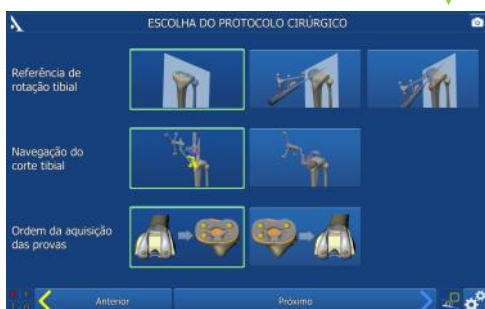 ESCOLHA DO PROTOCOLO CIRÚRGICO
Referência de
rotação tibial
Navegação do
corte tibial
Ordem da aquisição
das provas
Anterior
Próximo